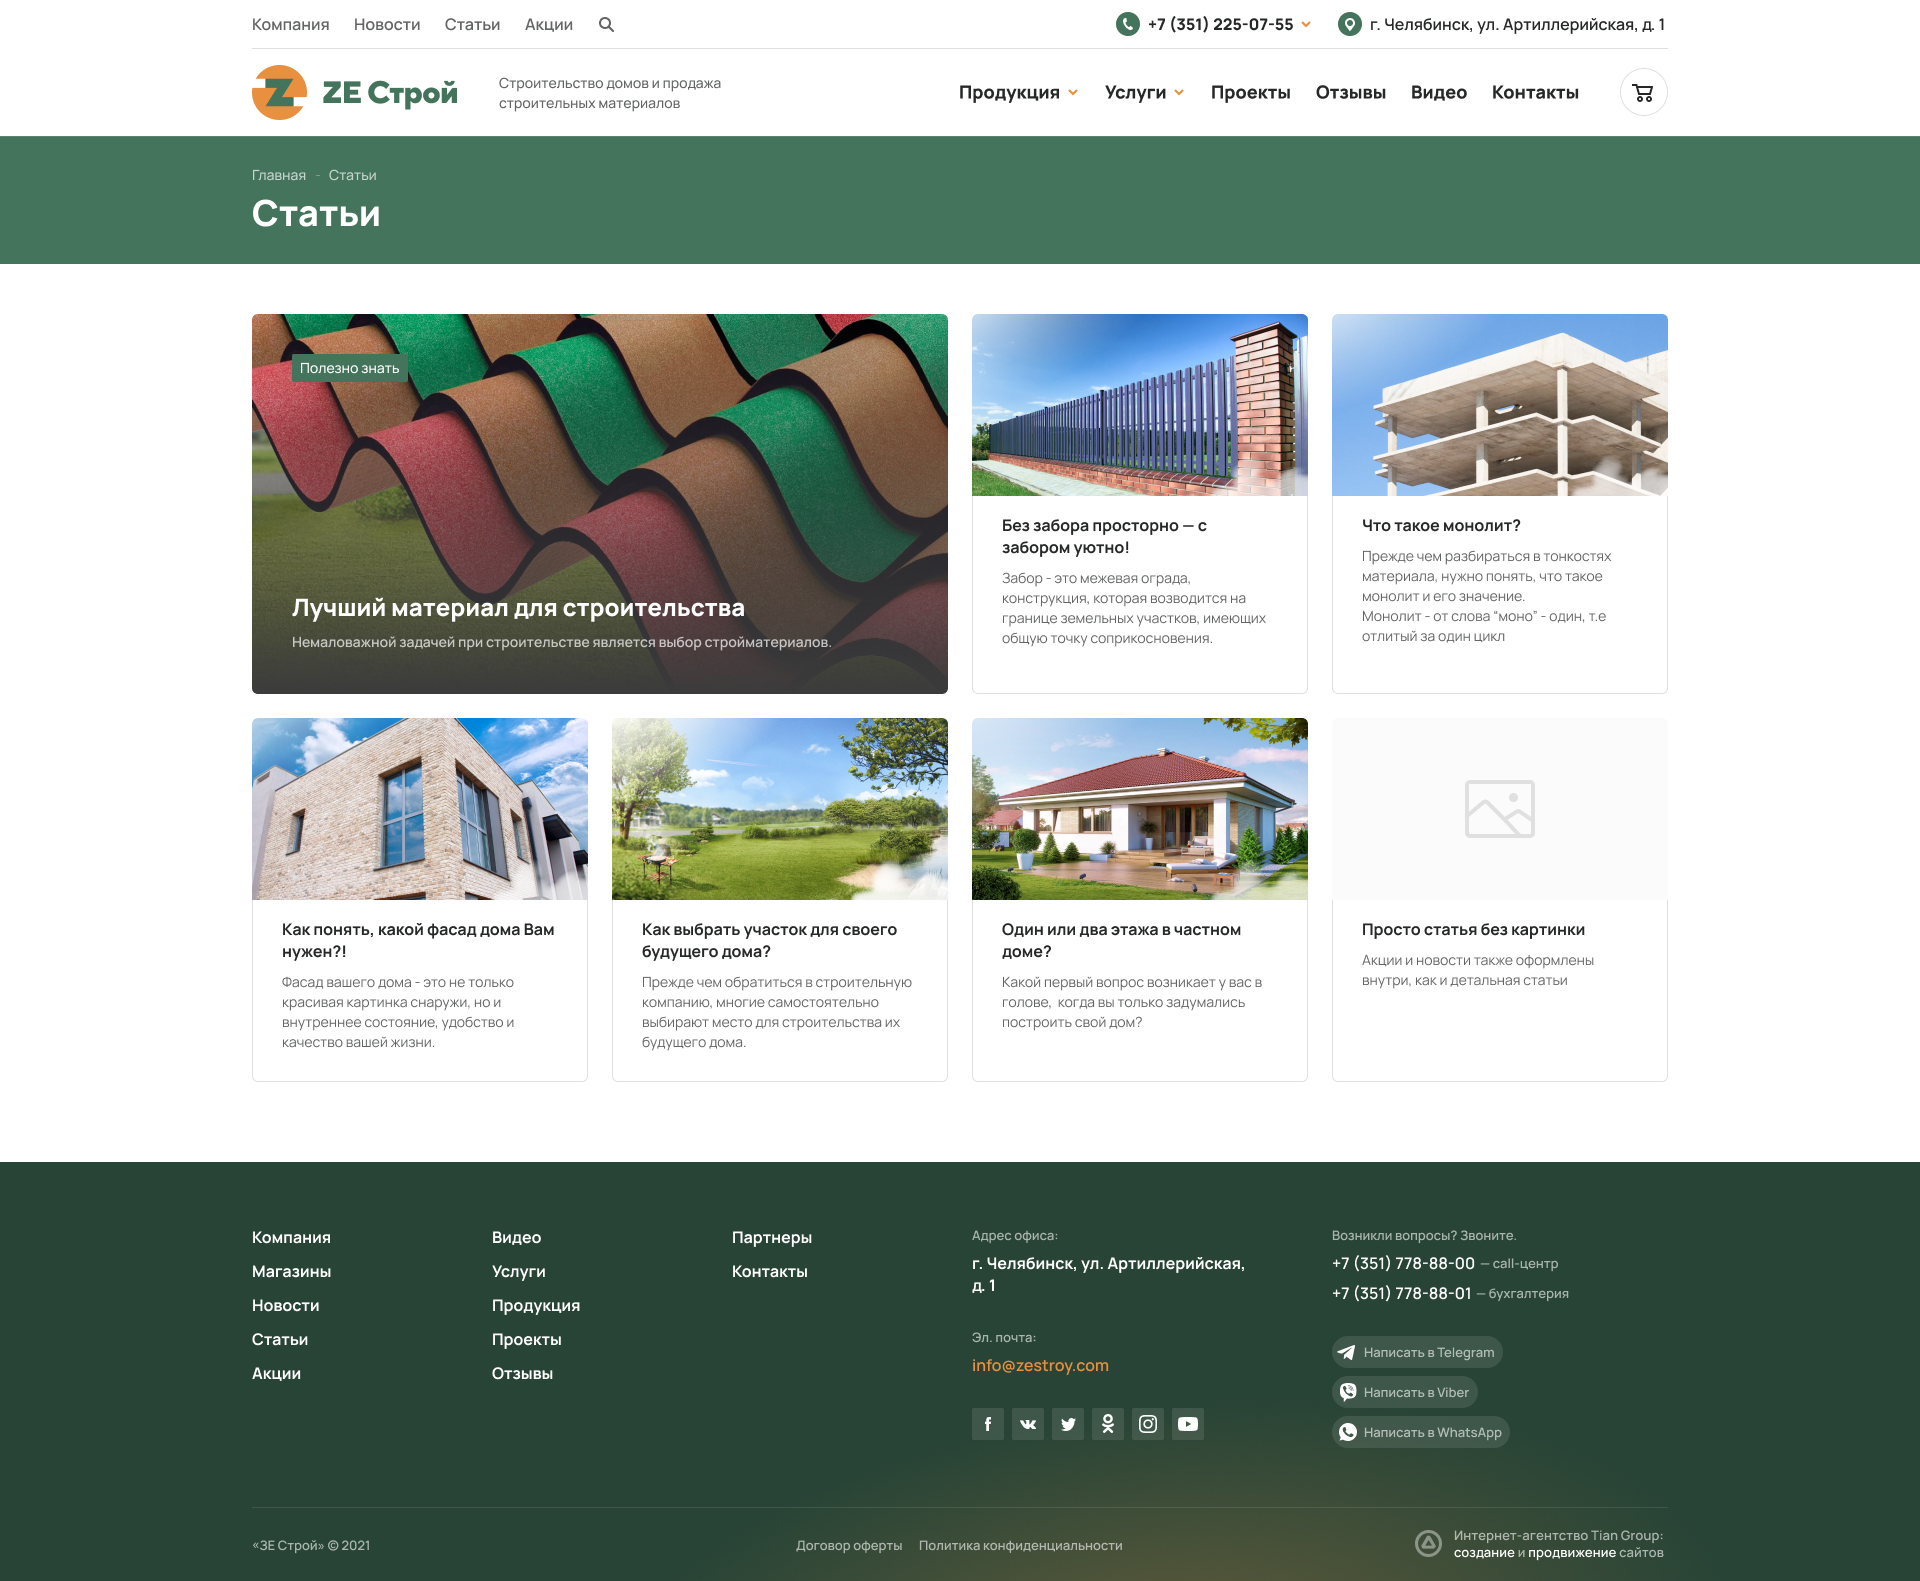 Компания Новости Статьи Акции
+7 (351) 225-07-55 г. Челябинск, ул. Артиллерийская, д. 1
ZE Строй
Строительство домов и продажа
строительных материалов
Продукция Услуги Проекты Отзывы Видео Контакты
Главная - Статьи
Статьи
Полезно знать
Лучший материал для строительства
Немаловажной задачей при строительстве является выбор стройматериалов.
Без забора просторно — с
забором уютно!
Забор - это межевая ограда,
конструкция, которая возводится на
границе земельных участков, имеющих
общую точку соприкосновения.
Что такое монолит?
Прежде чем разбираться в тонкостях
материала, нужно понять, что такое
монолит и его значение.
Монолит - от слова “моно” - один, т.е
отлитый за один цикл
Как понять, какой фасад дома Вам
нужен?!
Фасад вашего дома - это не только
красивая картинка снаружи, но и
внутреннее состояние, удобство и
качество вашей жизни.
Как выбрать участок для своего
будущего дома?
Прежде чем обратиться в строительную
компанию, многие самостоятельно
выбирают место для строительства их
будущего дома.
Один или два этажа в частном
доме?
Какой первый вопрос возникает у вас в
голове, когда вы только задумались
построить свой дом?
Просто статья без картинки
Акции и новости также оформлены
внутри, как и детальная статьи
Компания
Магазины
Новости
Статьи
Акции
Видео
Услуги
Продукция
Проекты
Отзывы
Партнеры
Контакты
Адрес офиса:
г. Челябинск, ул. Артиллерийская,
д. 1
Эл. почта:
info@zestroy.com
Возникли вопросы? Звоните.
+7 (351) 778-88-00 — call-центр
+7 (351) 778-88-01 — бухгалтерия
Написать в Telegram
Написать в Viber
Написать в WhatsApp
«ЗЕ Строй» © 2021
Договор оферты Политика конфиденциальности
Интернет-агентство Tian Group:
создание и продвижение сайтов